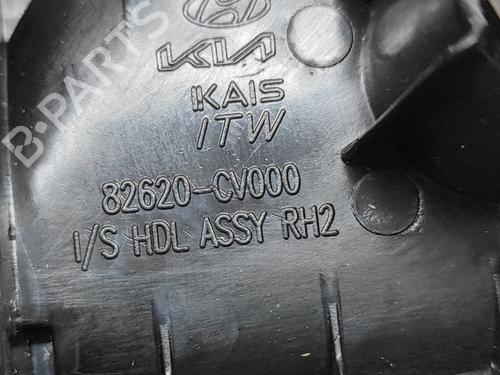 KIA
KAIS
ITW
82620-CV000
I/S HDL ASSY RH2
B-PARTS